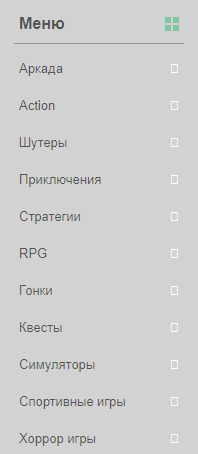 Меню
Аркада
Action
Шутеры
Приключения
Стратегии
RPG
Гонки
Квесты
Симуляторы
Спортивные игры
Хоррор игры